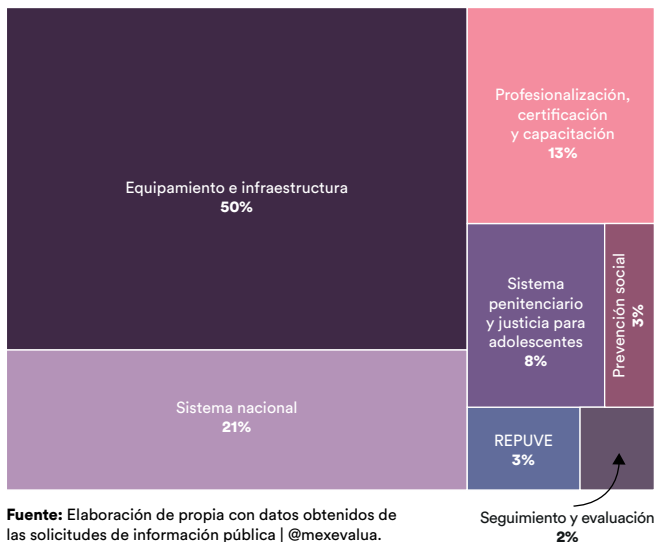 Equipamiento e infraestructura
50%
Sistema nacional
21%
Profesionalización,
certificación
y capacitación
13%
Sistema
penitenciario
y justicia para
adolescentes
8%
Prevención social
3%
REPUVE
3%
Seguimiento y evaluación
2%
Fuente: Elaboración de propia con datos obtenidos de
las solicitudes de información pública | @mexevalua.